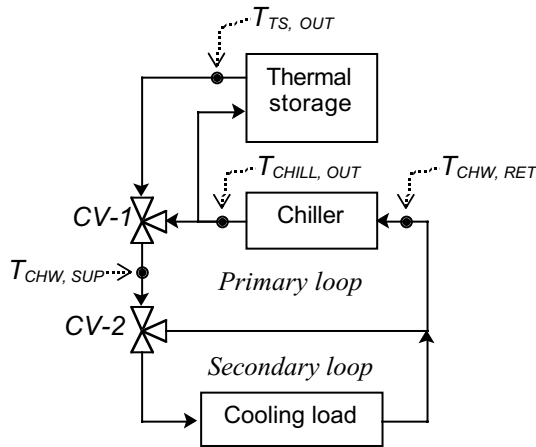 T_TS, OUT
Thermal
storage
T_CHILL, OUT
T_CHW, RET
CV-1
Chiller
T_CHW, SUP
Primary loop
CV-2
Secondary loop
Cooling load